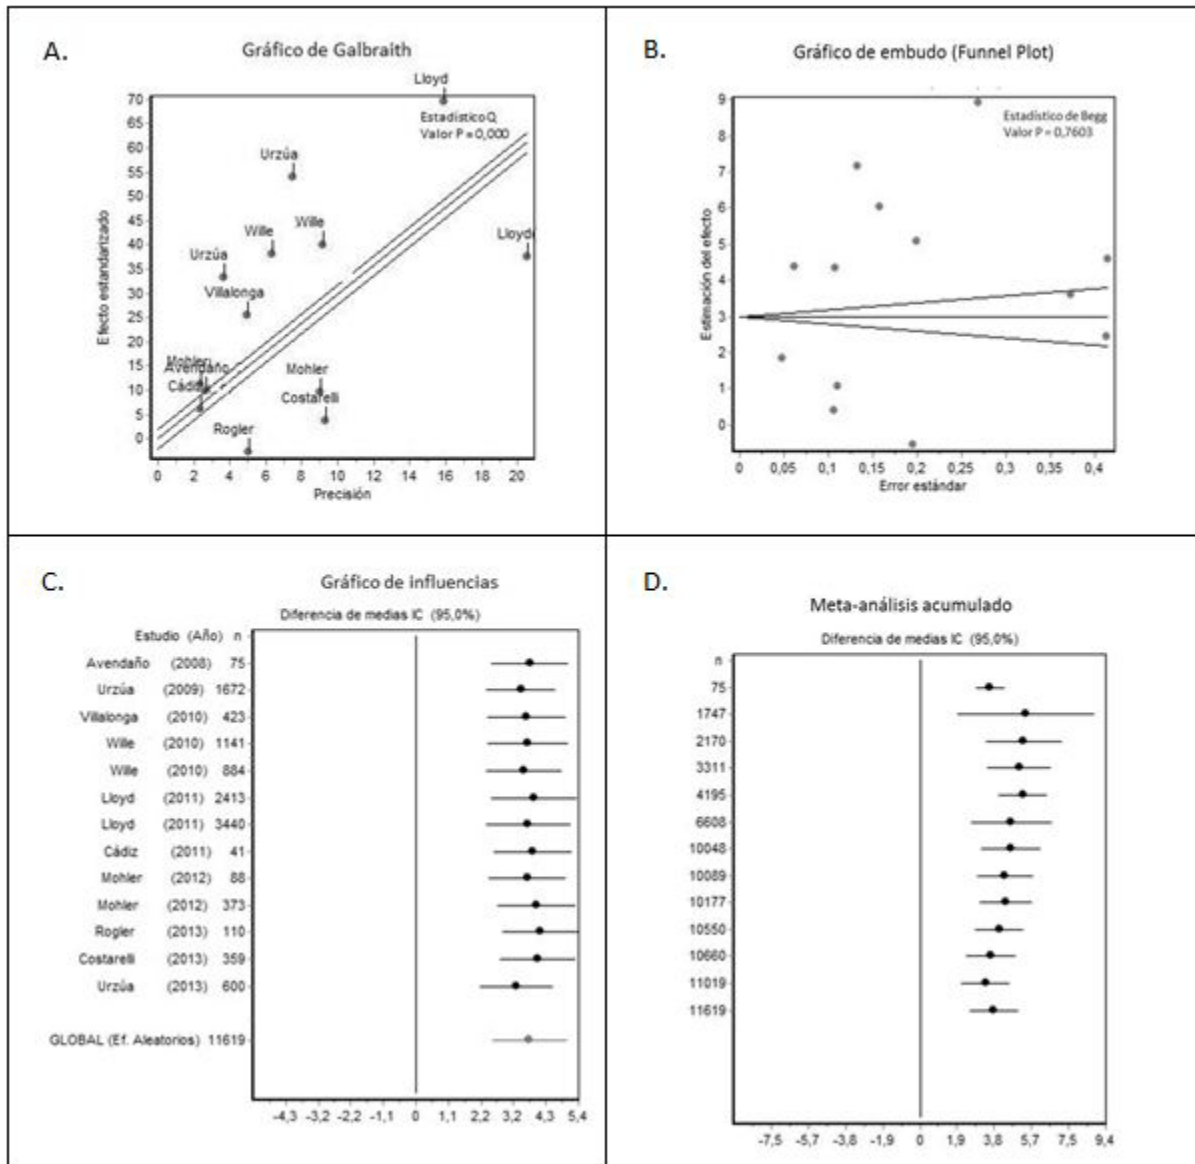 A.
Gráfico de Galbraith
Lloyd
Estadístico Q
Valor P = 0,000
Urzúa
Wille
Wille
Lloyd
Urzúa
Villalonga
Mohler
Avendaño
Cádiz
Mohler
Costarelli
Rogler
Efecto estandarizado
70
65
60
55
50
45
40
35
30
25
20
15
10
5
0
0 2 4 6 8 10 12 14 16 18 20
Precisión
B.
Gráfico de embudo (Funnel Plot)
Estadístico de Begg
Valor P = 0,7603
Estimación del efecto
9
8
7
6
5
4
3
2
1
0
0 0,05 0,1 0,15 0,2 0,25 0,3 0,35 0,4
Error estándar
C.
Gráfico de influencias
Diferencia de medias IC (95,0%)
Estudio (Año) n
Avendaño (2008) 75
Urzúa (2009) 1672
Villalonga (2010) 423
Wille (2010) 1141
Wille (2010) 884
Lloyd (2011) 2413
Lloyd (2011) 3440
Cádiz (2011) 41
Mohler (2012) 88
Mohler (2012) 373
Rogler (2013) 110
Costarelli (2013) 359
Urzúa (2013) 600
GLOBAL (Ef. Aleatorios) 11619
-4,3 -3,2 -2,2 -1,1 0 1,1 2,2 3,2 4,3 5,4
D.
Meta-análisis acumulado
Diferencia de medias IC (95,0%)
n
75
1747
2170
3311
4195
6608
10048
10089
10177
10550
10660
11019
11619
-7,5 -5,7 -3,8 -1,9 0 1,9 3,8 5,7 7,5 9,4